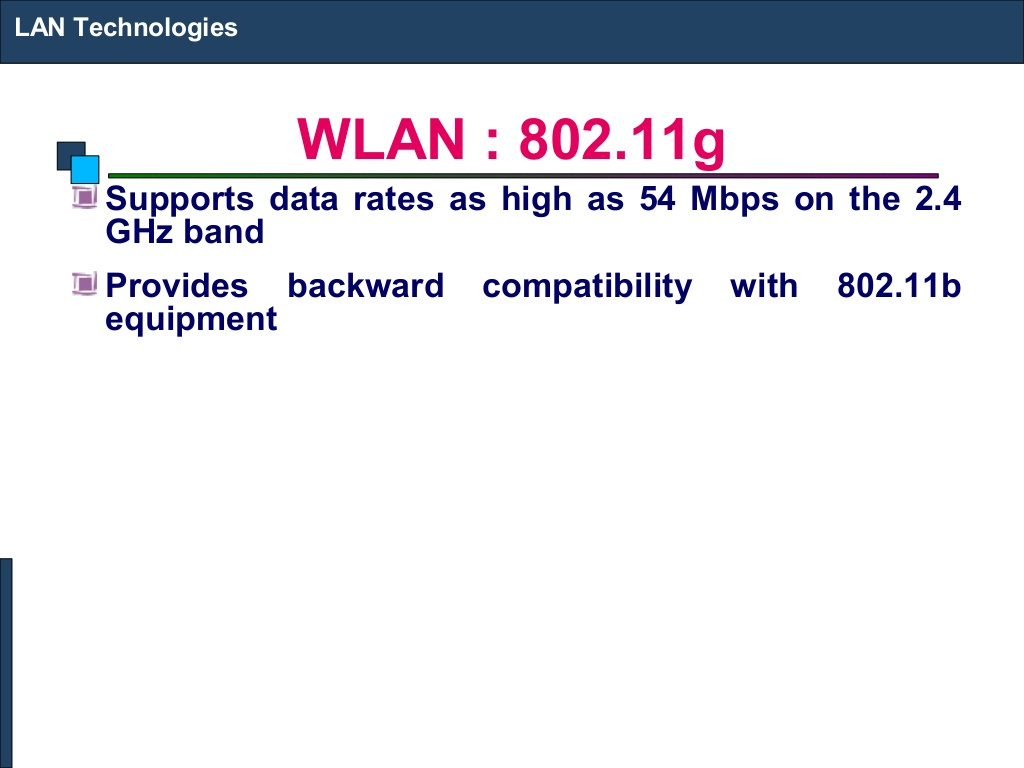 LAN Technologies
WLAN : 802.11g
Supports data rates as high as 54 Mbps on the 2.4
GHz band
Provides backward compatibility with 802.11b
equipment